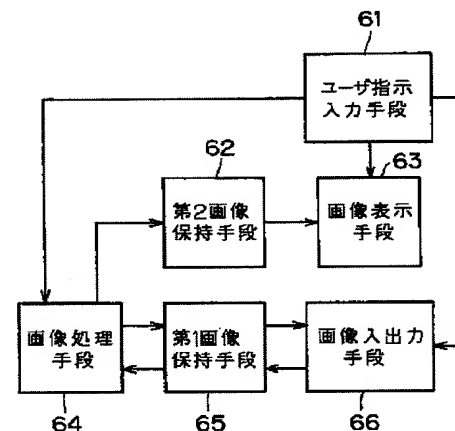 61
ユーザ指示
入力手段
62
63
第2画像
保持手段
画像表示
手段
画像処理
手段
第1画像
保持手段
画像入出力
手段
64
65
66